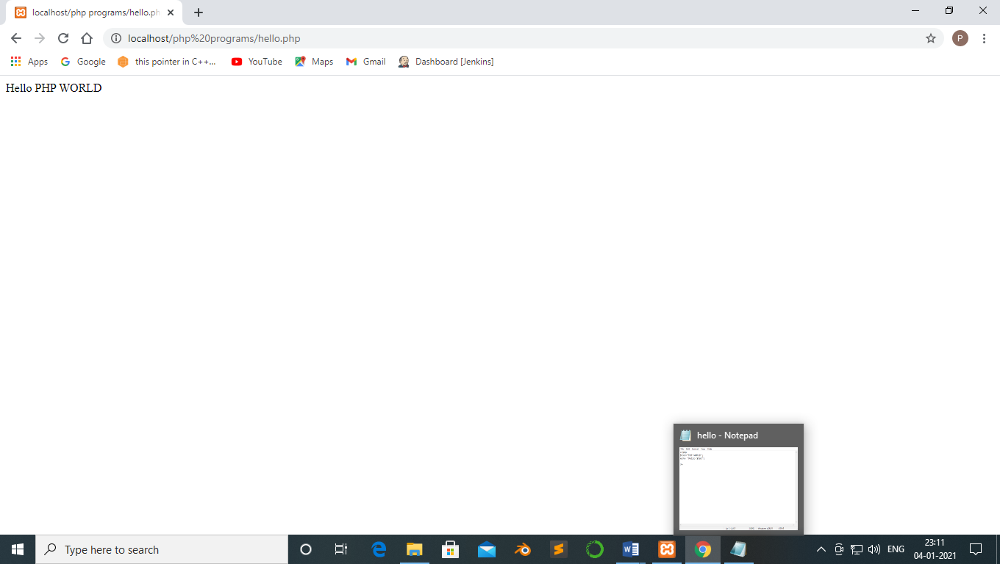 localhost/php programs/hello.ph
localhost/php%20programs/hello.php
P
Apps
Google
this pointer in C++...
YouTube
Maps
Gmail
Dashboard [Jenkins]
Hello PHP WORLD
hello - Notepad
Type here to search
ENG
23:11
04-01-2021